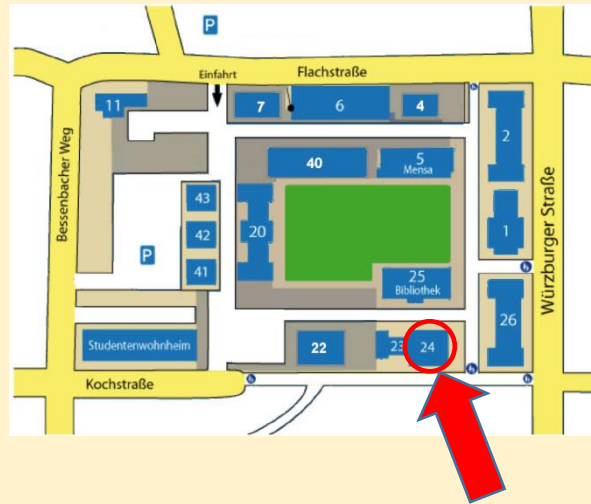 P
Einfahrt
Flachstraße
11
7
6
4
2
Bessenbacher Weg
40
5
Mensa
43
42
41
20
P
1
Würzburger Straße
25
Bibliothek
26
Studentenwohnheim
22
23
24
Kochstraße